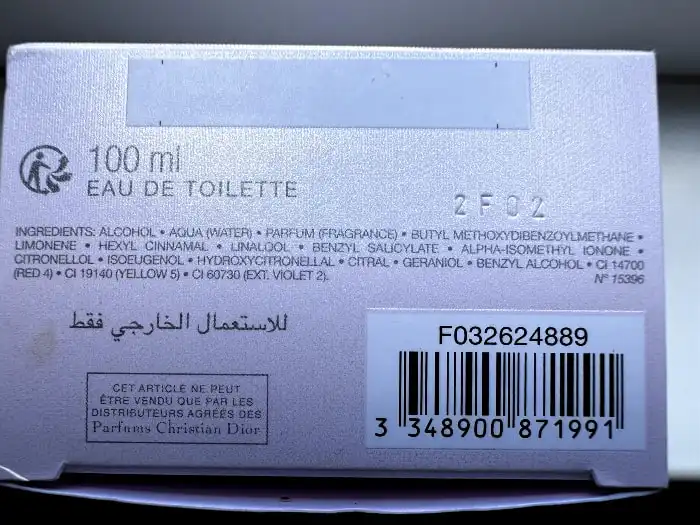 100 ml
EAU DE TOILETTE
2F02
INGREDIENTS: ALCOHOL • AQUA (WATER) • PARFUM (FRAGRANCE) • BUTYL METHOXYDIBENZOYLMETHANE •
LIMONENE • HEXYL CINNAMAL • LINALOOL • BENZYL SALICYLATE • ALPHA-ISOMETHYL IONONE •
CITRONELLOL • ISOEUGENOL • HYDROXYCITRONELLAL • CITRAL • GERANIOL • BENZYL ALCOHOL • CI 14700
(RED 4) • CI 19140 (YELLOW 5) • CI 60730 (EXT. VIOLET 2).
N° 15396
للاستعمال الخارجي فقط
F032624889
3 348900 871991
CET ARTICLE NE PEUT
ÊTRE VENDU QUE PAR LES
DISTRIBUTEURS AGRÉÉS DES
Parfums Christian Dior